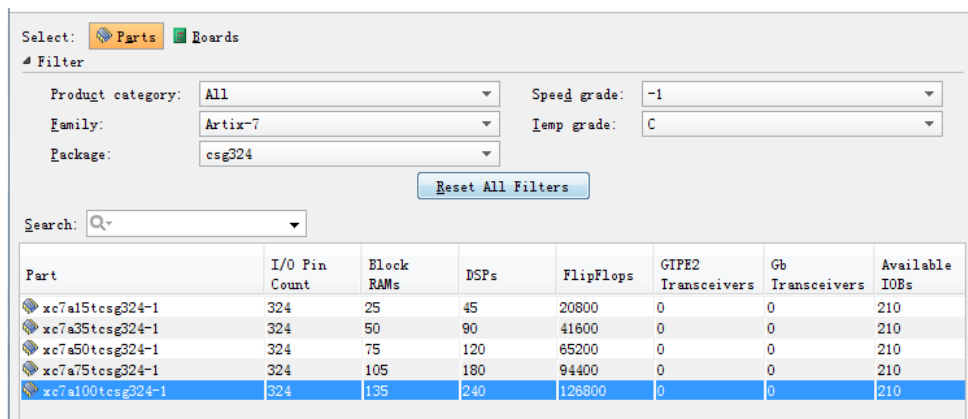 Select: Parts Boards
Filter
Product category: All Speed grade: -1
Family: Artix-7 Temp grade: C
Package: csg324
Reset All Filters
Search:
Part I/O Pin Count Block RAMs DSPs FlipFlops GTPE2 Transceivers Gb Transceivers Available IOBs
xc7a15tcsg324-1 324 25 45 20800 0 0 210
xc7a35tcsg324-1 324 50 90 41600 0 0 210
xc7a50tcsg324-1 324 75 120 65200 0 0 210
xc7a75tcsg324-1 324 105 180 94400 0 0 210
xc7a100tcsg324-1 324 135 240 126800 0 0 210